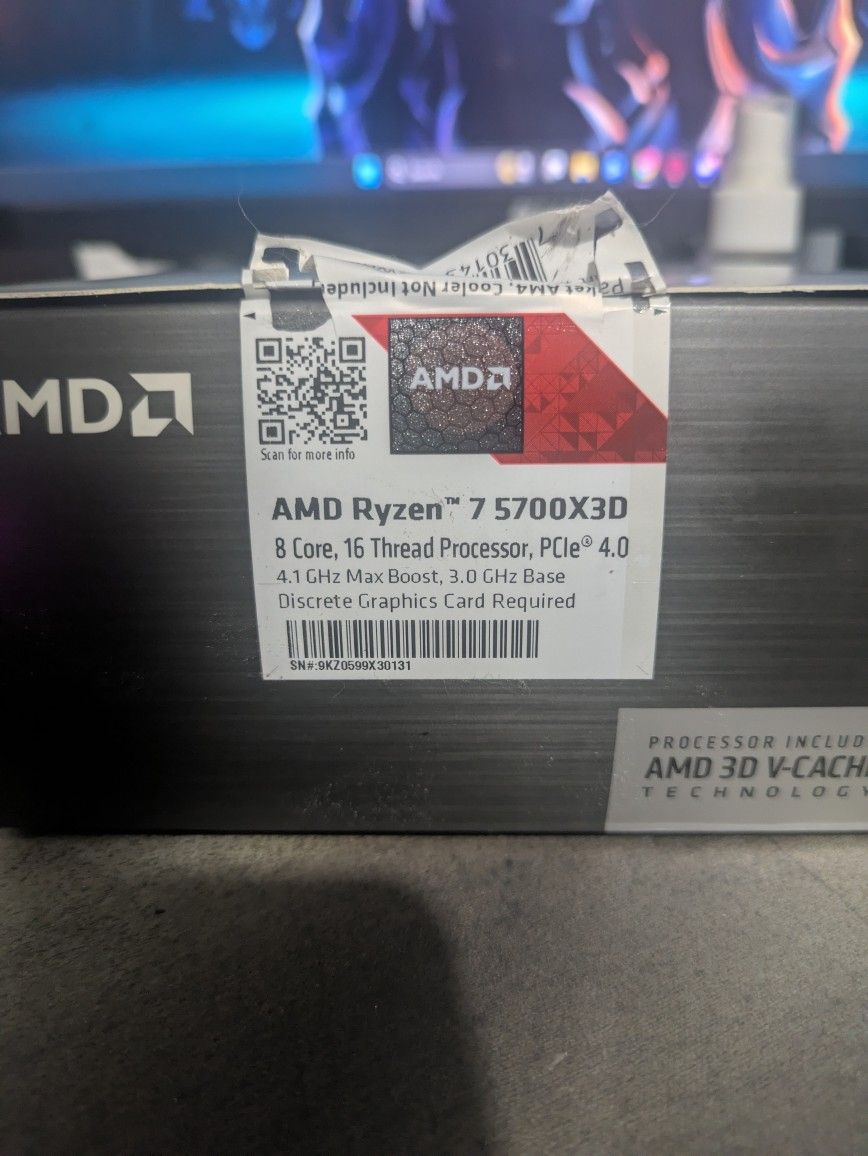 30145
Packet AM4, Cooler Not Included
AMD
AMD
Scan for more info
AMD Ryzen™ 7 5700X3D
8 Core, 16 Thread Processor, PCIe® 4.0
4.1 GHz Max Boost, 3.0 GHz Base
Discrete Graphics Card Required
SN#:9KZ0599X30131
PROCESSOR INCLUD
AMD 3D V-CACH
TECHNOLOGY